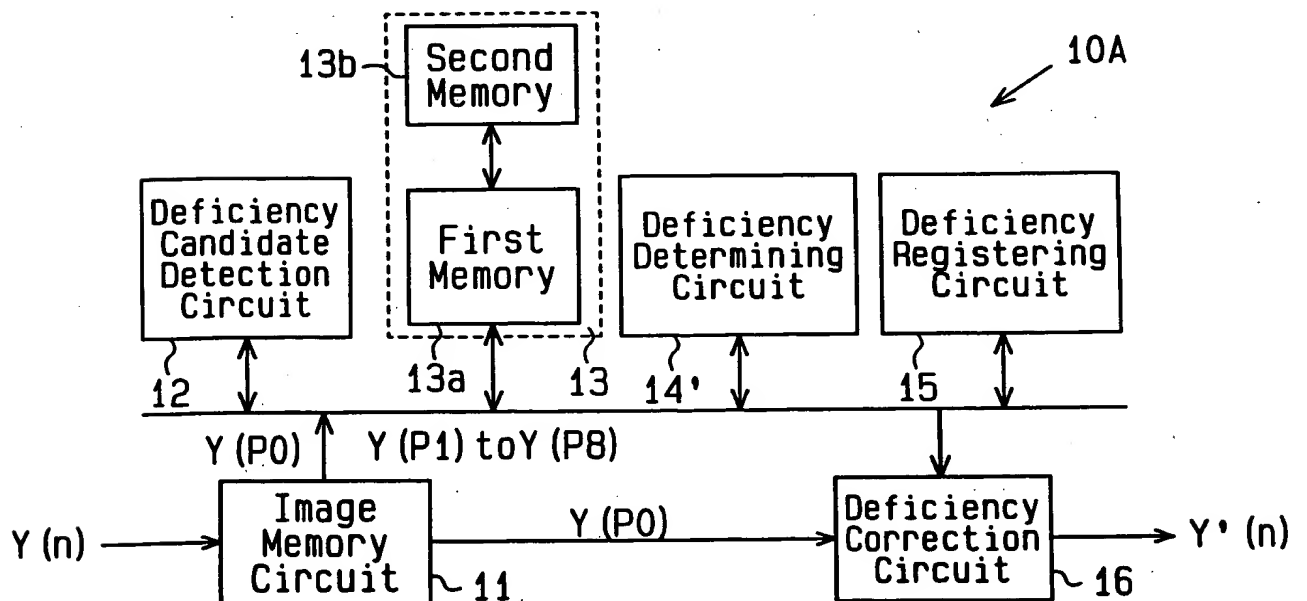 13b
Second
Memory
10A
Deficiency
Candidate
Detection
Circuit
First
Memory
Deficiency
Determining
Circuit
Deficiency
Registering
Circuit
12
13a
13
14'
15
Y (P0)
Y (P1) to Y (P8)
Y (n)
Image
Memory
Circuit
11
Y (P0)
Deficiency
Correction
Circuit
16
Y' (n)